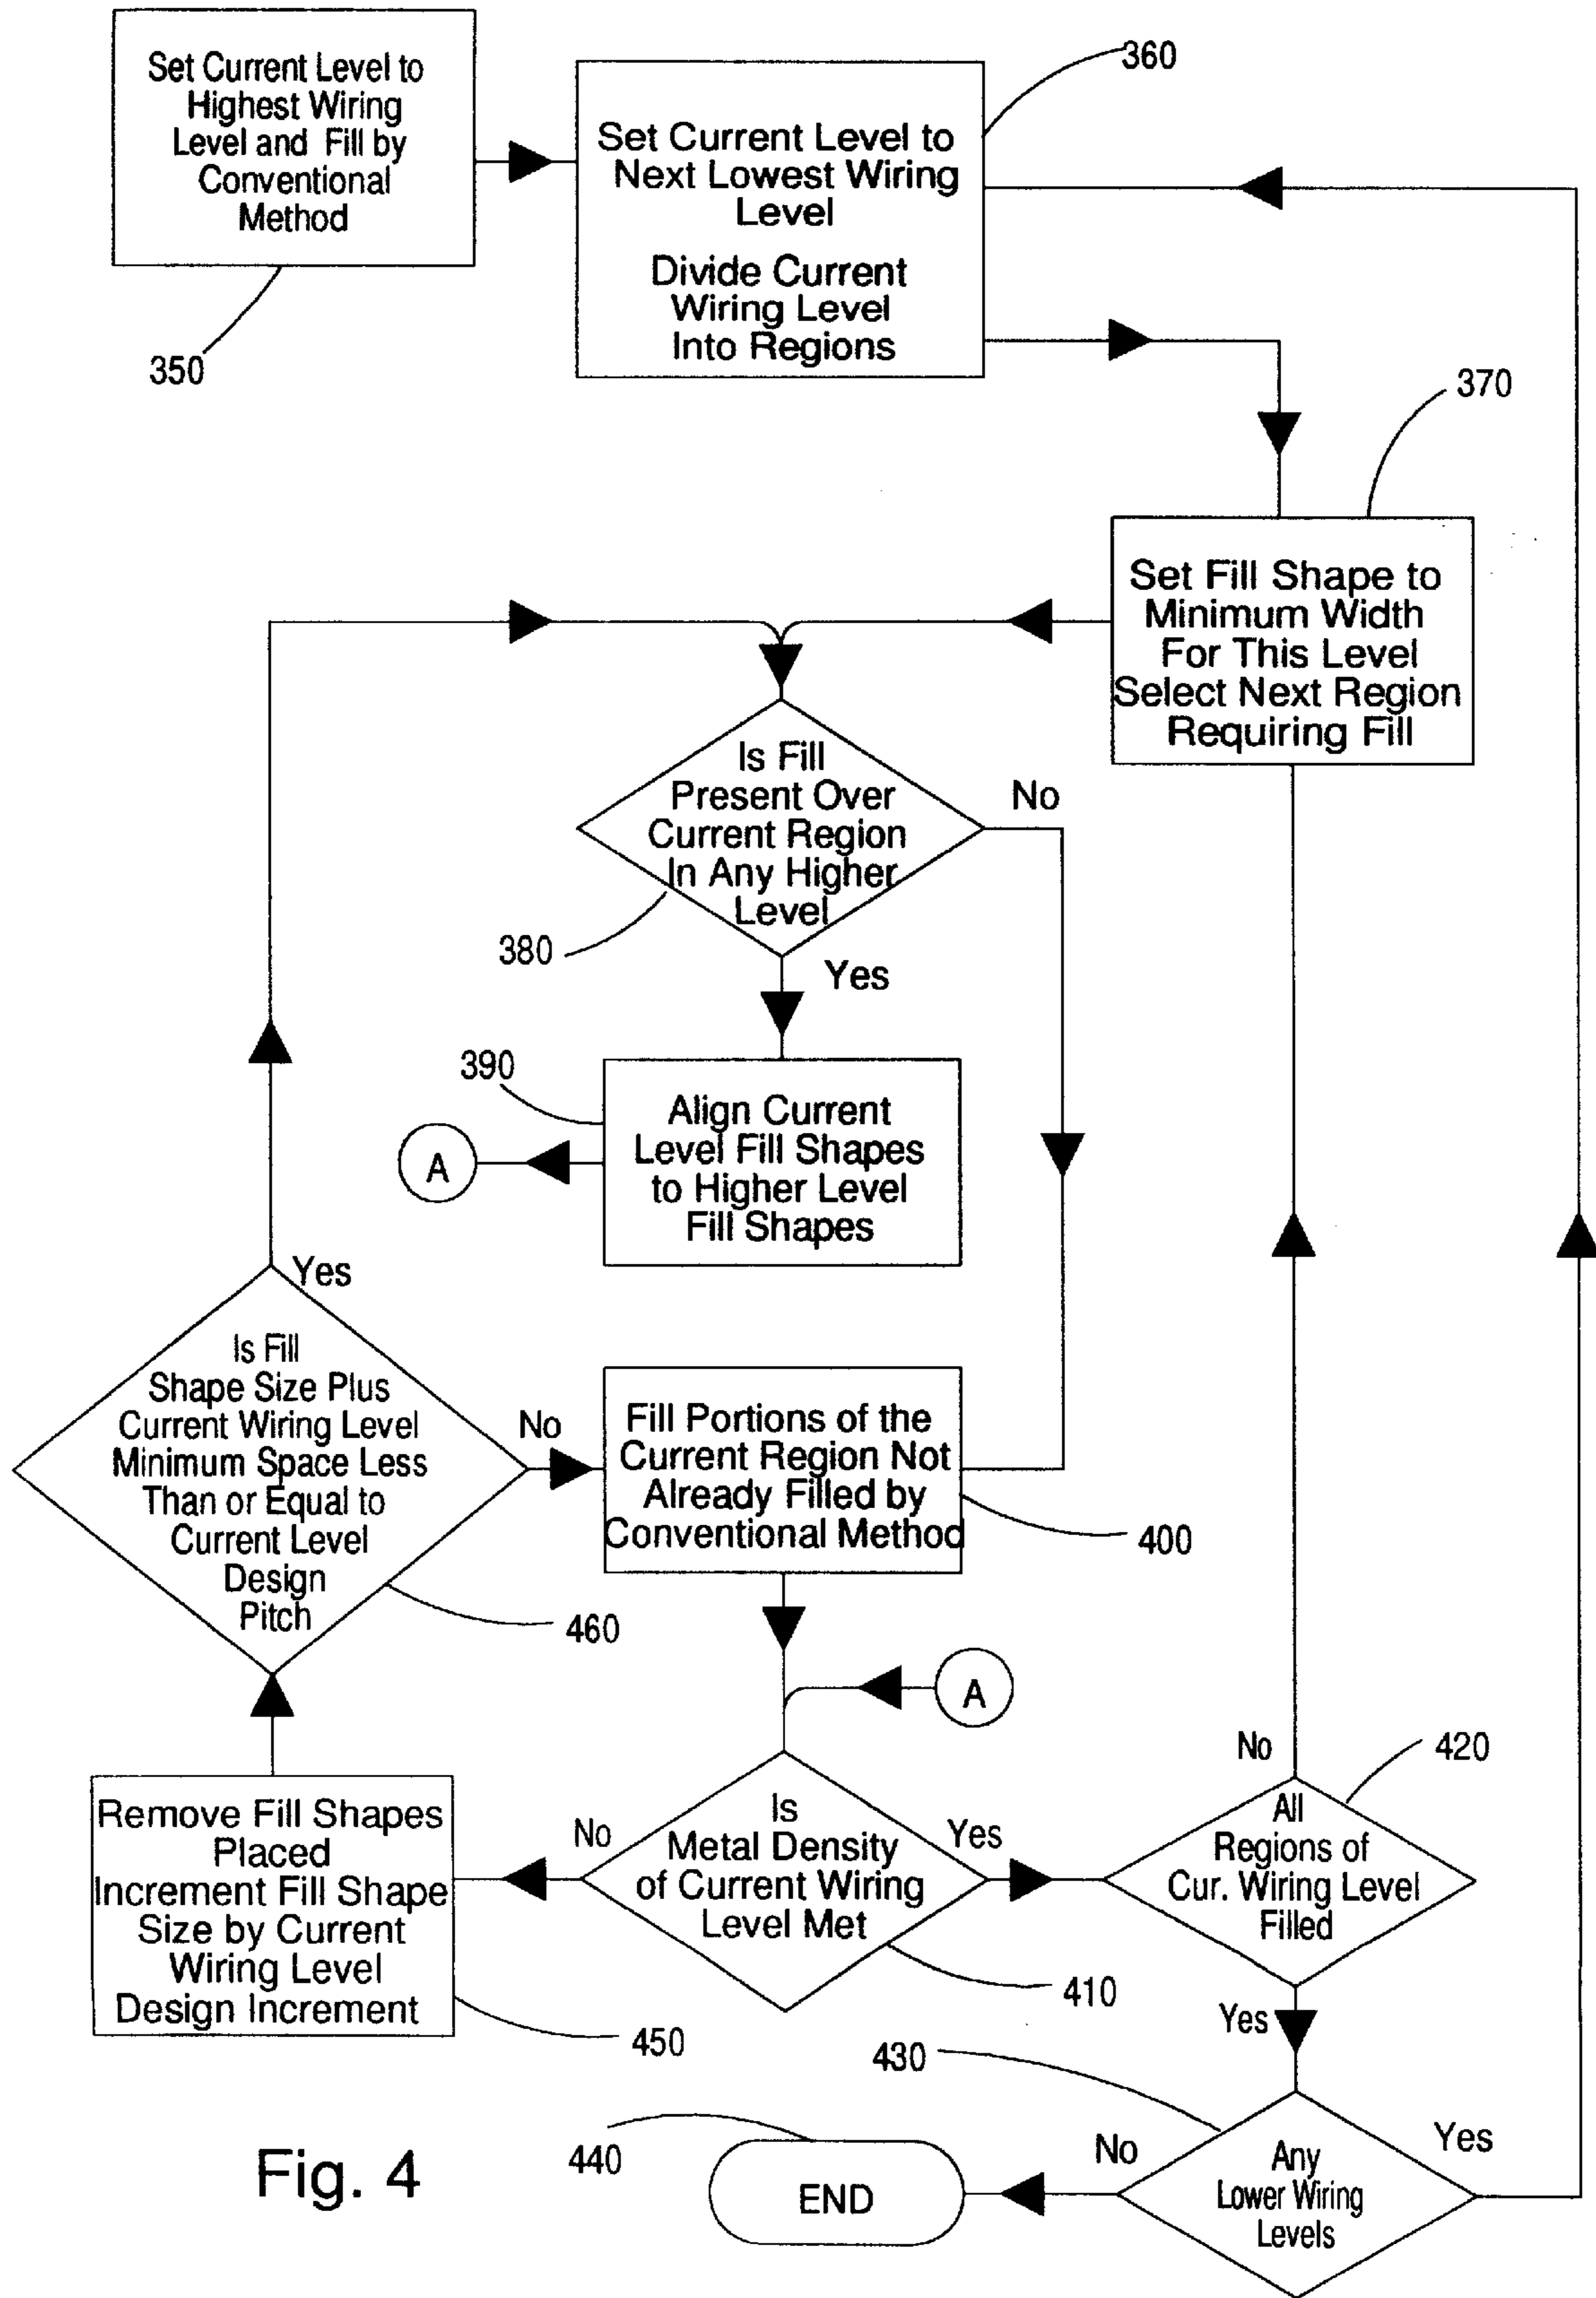 Set Current Level to
Highest Wiring
Level and Fill by
Conventional
Method
350
360
Set Current Level to
Next Lowest Wiring
Level
Divide Current
Wiring Level
Into Regions
370
Set Fill Shape to
Minimum Width
For This Level
Select Next Region
Requiring Fill
Is Fill
Present Over
Current Region
In Any Higher
Level
No
380
Yes
390
Align Current
Level Fill Shapes
to Higher Level
Fill Shapes
A
Yes
Is Fill
Shape Size Plus
Current Wiring Level
Minimum Space Less
Than or Equal to
Current Level
Design
Pitch
460
No
Fill Portions of the
Current Region Not
Already Filled by
Conventional Method
400
A
No
420
Remove Fill Shapes
Placed
Increment Fill Shape
Size by Current
Wiring Level
Design Increment
450
No
Is
Metal Density
of Current Wiring
Level Met
Yes
410
All
Regions of
Cur. Wiring Level
Filled
Yes
430
Any
Lower Wiring
Levels
Yes
No
440
END
Fig. 4